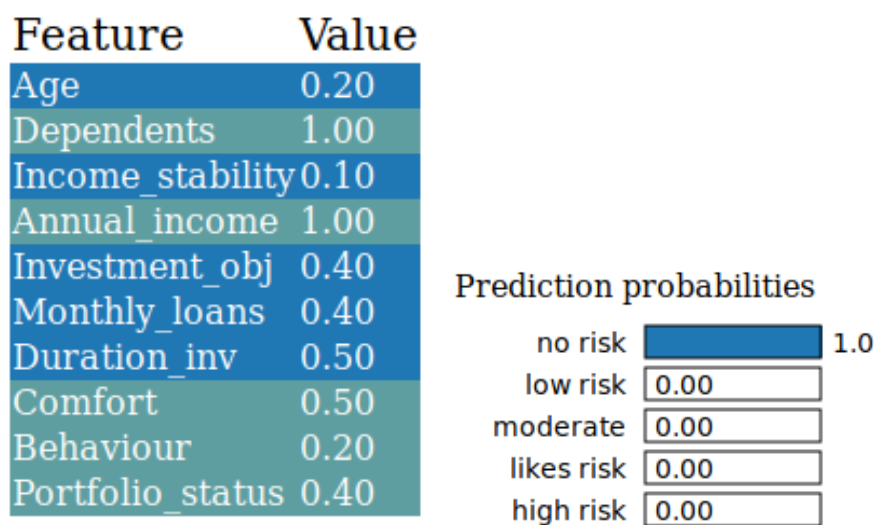 Feature Value
Age 0.20
Dependents 1.00
Income_stability 0.10
Annual_income 1.00
Investment_obj 0.40
Monthly_loans 0.40
Duration_inv 0.50
Comfort 0.50
Behaviour 0.20
Portfolio_status 0.40
Prediction probabilities
no risk 1.0
low risk 0.00
moderate 0.00
likes risk 0.00
high risk 0.00